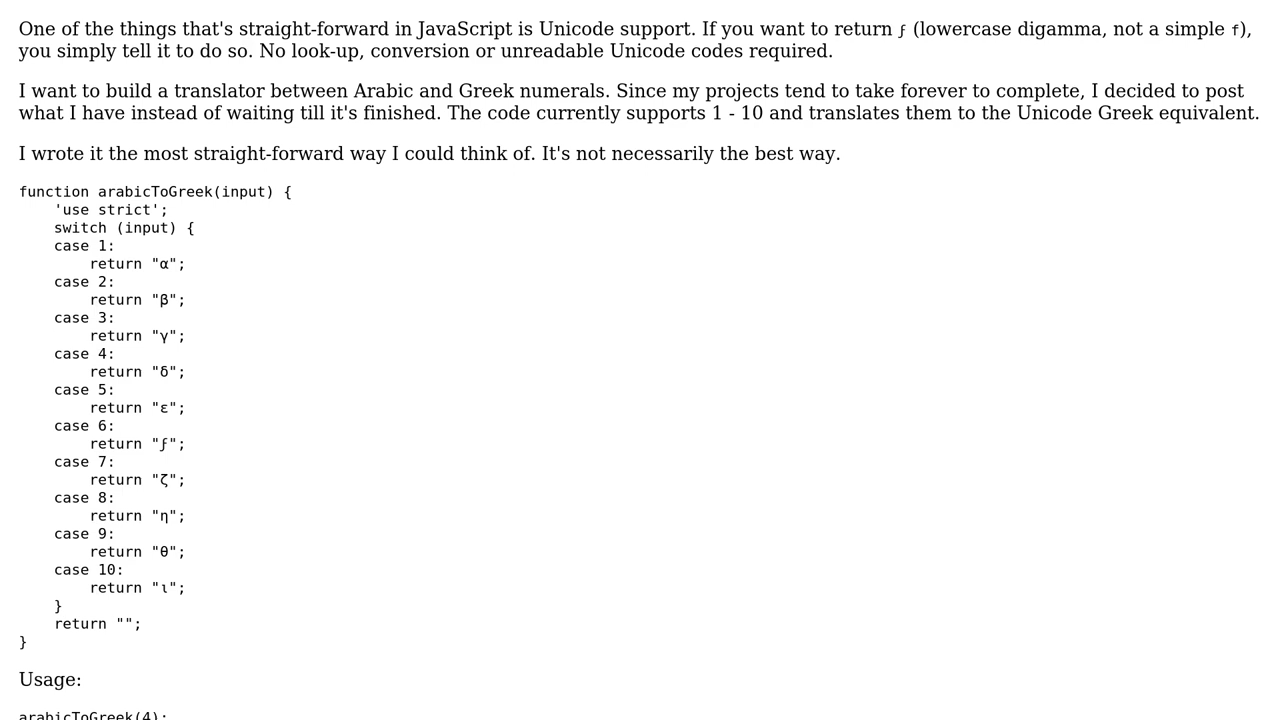 One of the things that's straight-forward in JavaScript is Unicode support. If you want to return ϝ (lowercase digamma, not a simple f),
you simply tell it to do so. No look-up, conversion or unreadable Unicode codes required.
I want to build a translator between Arabic and Greek numerals. Since my projects tend to take forever to complete, I decided to post
what I have instead of waiting till it's finished. The code currently supports 1 - 10 and translates them to the Unicode Greek equivalent.
I wrote it the most straight-forward way I could think of. It's not necessarily the best way.
function arabicToGreek(input) {
    'use strict';
    switch (input) {
    case 1:
        return "α";
    case 2:
        return "β";
    case 3:
        return "γ";
    case 4:
        return "δ";
    case 5:
        return "ε";
    case 6:
        return "ϝ";
    case 7:
        return "ζ";
    case 8:
        return "η";
    case 9:
        return "θ";
    case 10:
        return "ι";
    }
    return "";
}
Usage:
arabicToGreek(4);